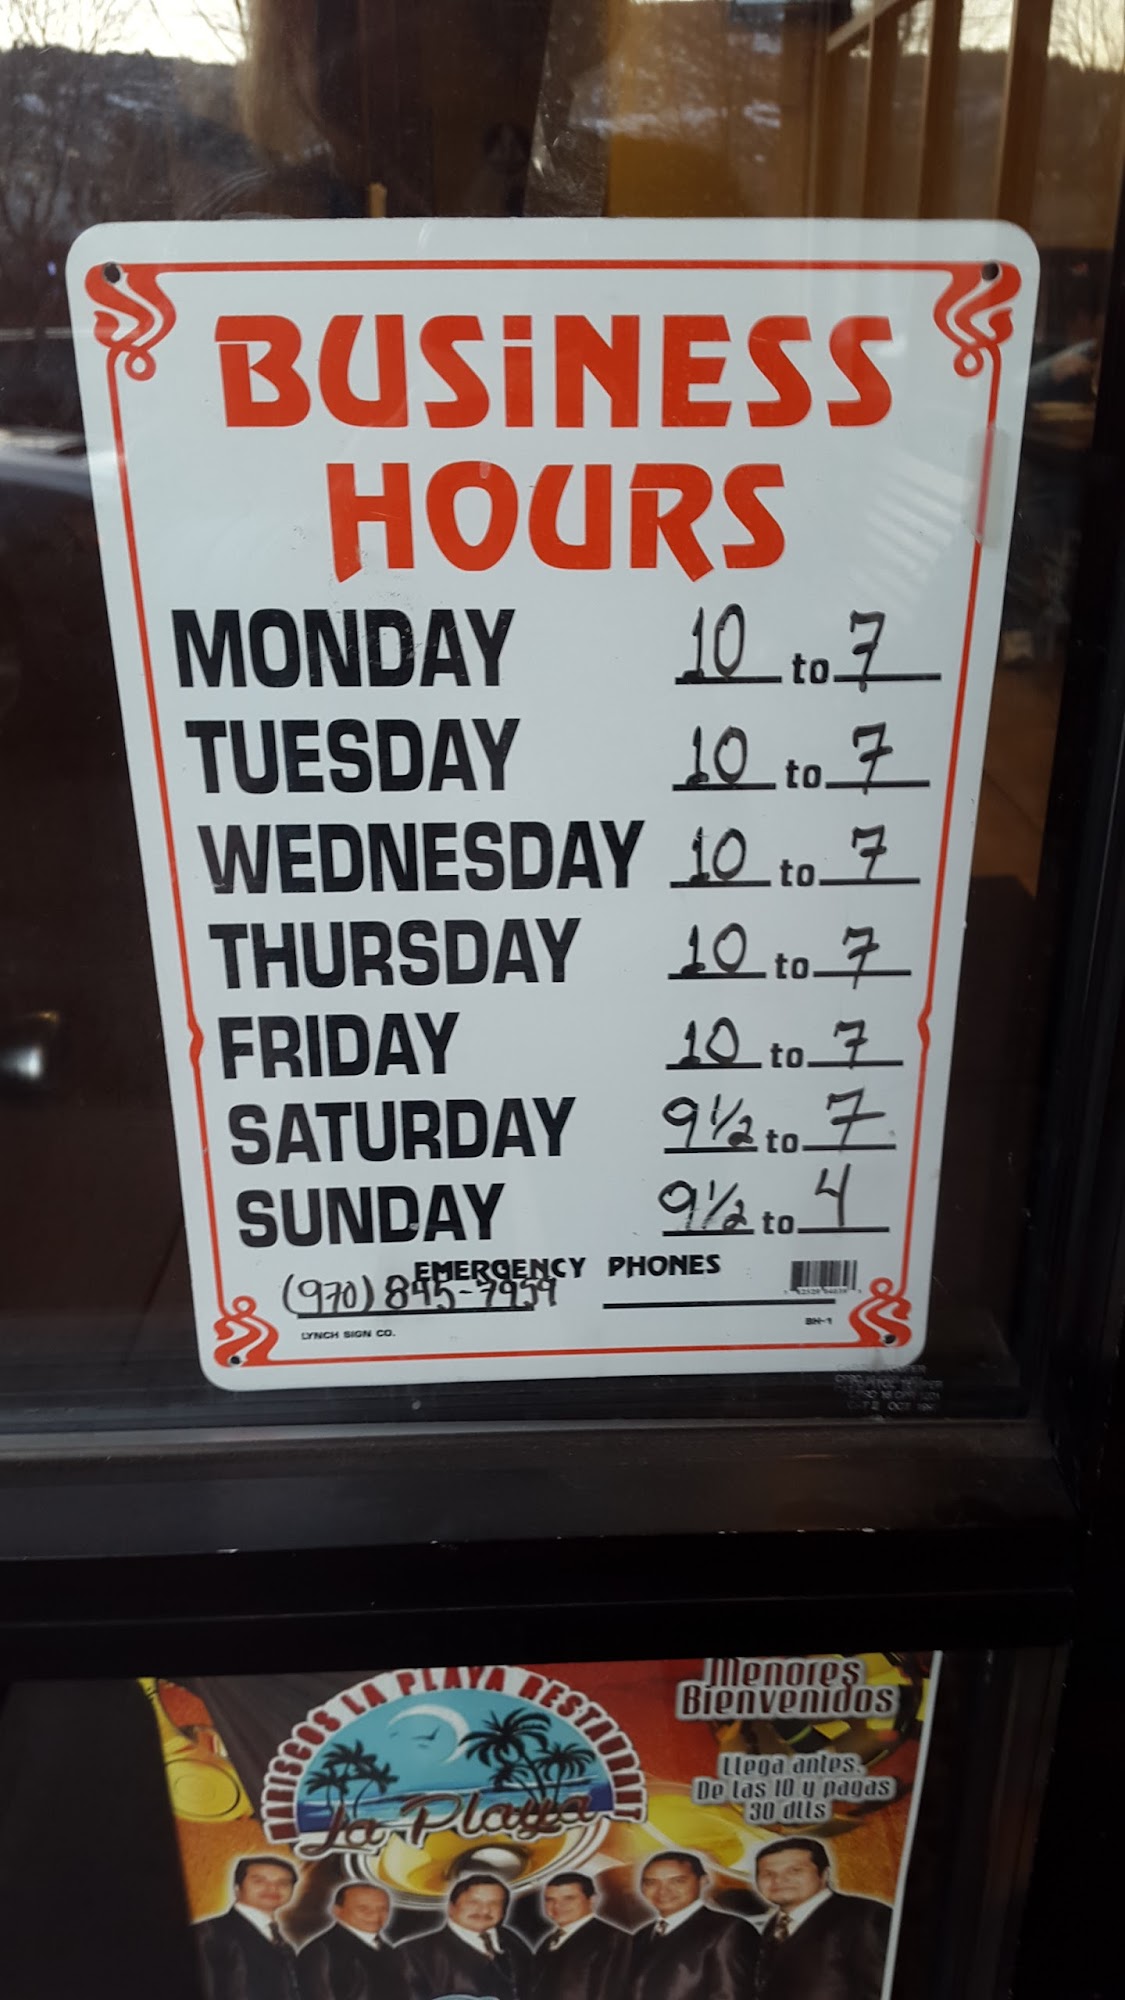 BUSiNESS
HOURS
MONDAY 10 to 7
TUESDAY 10 to 7
WEDNESDAY 10 to 7
THURSDAY 10 to 7
FRIDAY 10 to 7
SATURDAY 9½ to 7
SUNDAY 9½ to 4
EMERGENCY PHONES
(970) 845-7959
LYNCH SIGN CO.
BH-1
MARISCOS LA PLAYA RESTAURANT
La Playa
Menores
Bienvenidos
Llega antes.
De las 10 y pagas
30 dlls